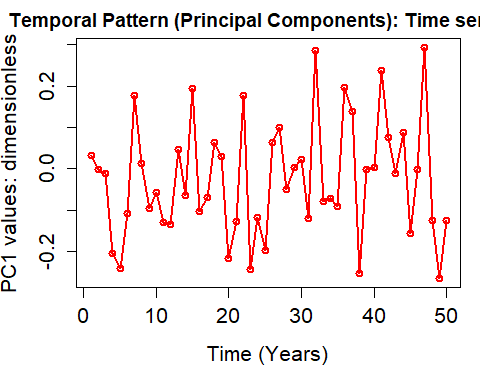 Temporal Pattern (Principal Components): Time ser
PC1 values: dimensionless
0.2
0.0
-0.2
0 10 20 30 40 50
Time (Years)